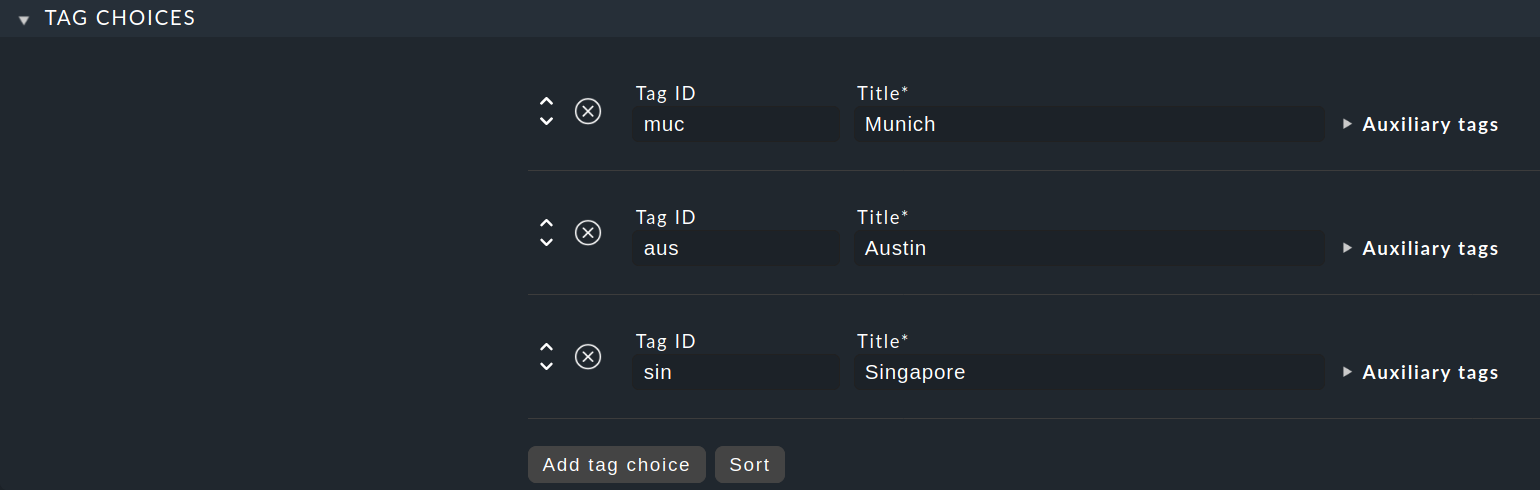 TAG CHOICES
Tag ID Title*
muc Munich Auxiliary tags
Tag ID Title*
aus Austin Auxiliary tags
Tag ID Title*
sin Singapore Auxiliary tags
Add tag choice Sort